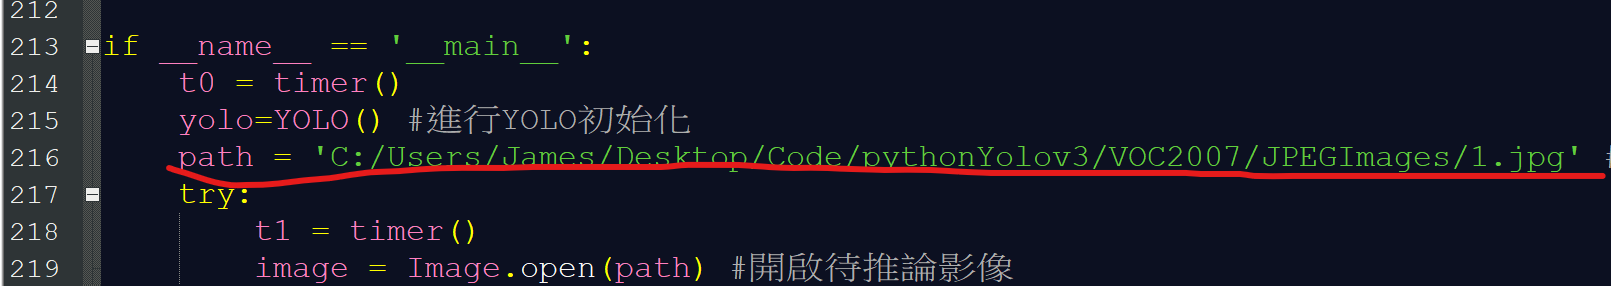 212
213 if __name__ == '__main__':
214 t0 = timer()
215 yolo=YOLO() #進行YOLO初始化
216 path = 'C:/Users/James/Desktop/Code/pythonYolov3/VOC2007/JPEGImages/1.jpg' #
217 try:
218 t1 = timer()
219 image = Image.open(path) #開啟待推論影像